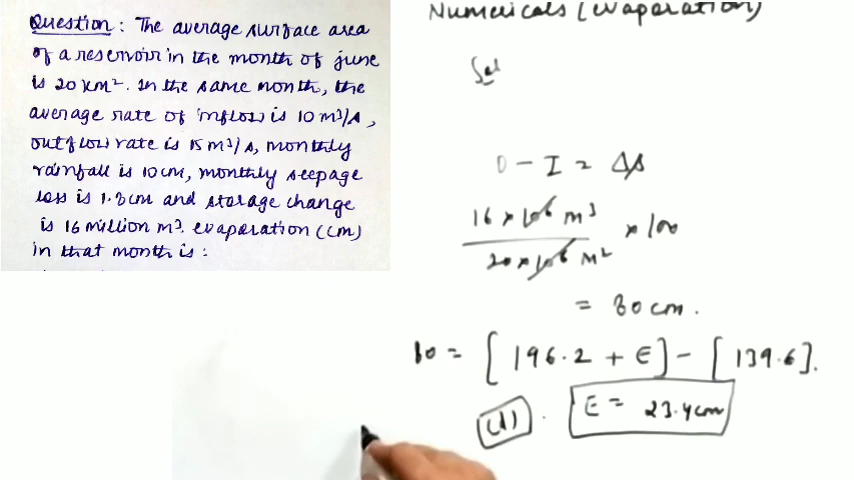 Question: The average surface area
of a reservoir in the month of june
is 20 km². In the same month, the
average rate of inflow is 10 m³/s,
outflow rate is 15 m³/s, monthly
rainfall is 10 cm, monthly seepage
loss is 1.8 cm and storage change
is 16 million m³. evaporation (cm)
in that month is:
Numericals (evaporation)
Sol
O - I = Δs
16 × 10⁶ m³
20 × 10⁶ m²
× 100
= 80 cm.
80 = [196.2 + E] - [139.6].
(d). E = 23.4 cm